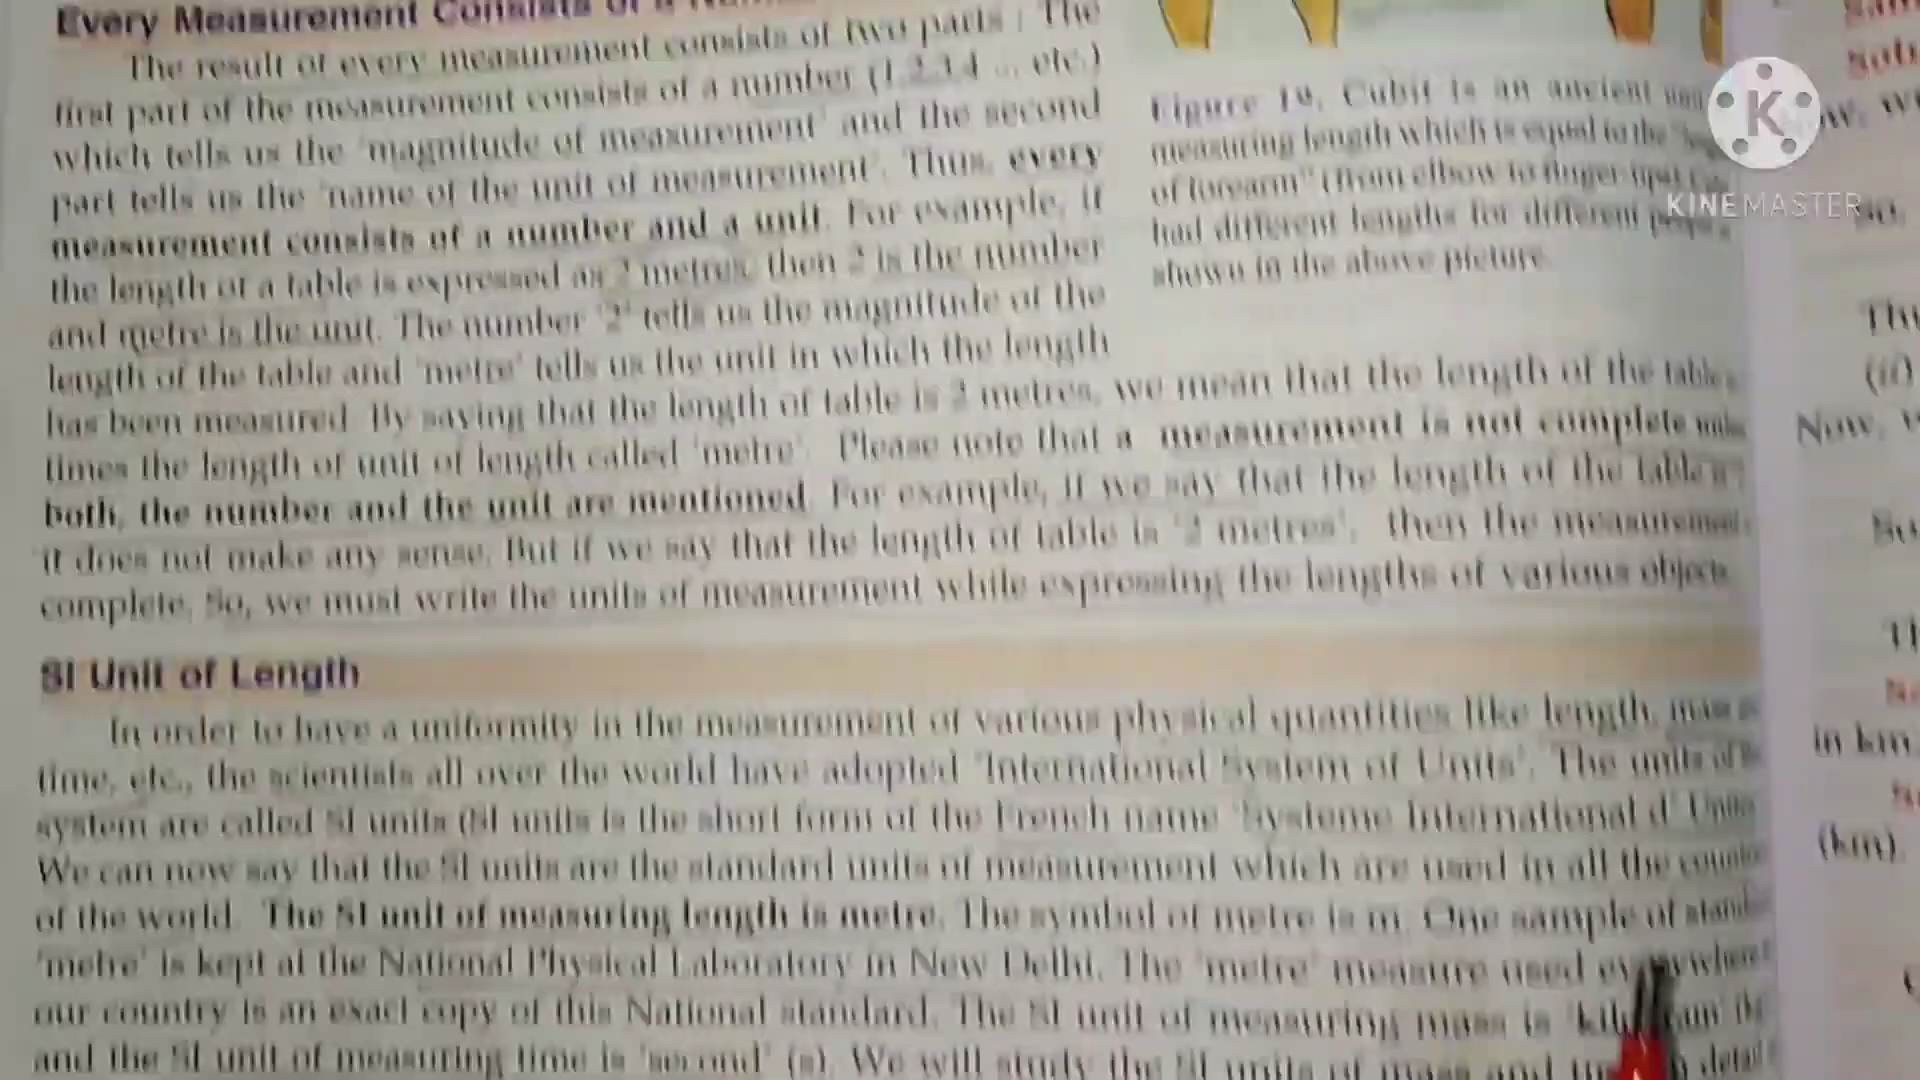 Every Measurement Consists of a
The result of every measurement consists of two parts : The
first part of the measurement consists of a number (1,2,3,4 ... etc.)
which tells us the 'magnitude of measurement' and the second
part tells us the 'name of the unit of measurement'. Thus, every
measurement consists of a number and a unit. For example, if
the length of a table is expressed as 2 metres, then 2 is the number
and metre is the unit. The number '2' tells us the magnitude of the
length of the table and 'metre' tells us the unit in which the length
has been measured. By saying that the length of table is 2 metres, we mean that the length of the table
times the length of unit of length called 'metre'. Please note that a measurement is not complete
both, the number and the unit are mentioned. For example, if we say that the length of the table
it does not make any sense. But if we say that the length of table is '2 metres', then the measurement
complete. So, we must write the units of measurement while expressing the lengths of various objects.
Figure 19. Cubit is an ancient
measuring length which is equal to the
of forearm" (from elbow to finger tips)
had different lengths for different
shown in the above picture.
SI Unit of Length
In order to have a uniformity in the measurement of various physical quantities like length, mass
time, etc., the scientists all over the world have adopted 'International System of Units'. The units of
system are called SI units (SI units is the short form of the French name 'Systeme International d'
We can now say that the SI units are the standard units of measurement which are used in all the
of the world. The SI unit of measuring length is metre. The symbol of metre is m. One sample of
'metre' is kept at the National Physical Laboratory in New Delhi. The 'metre' measure used
our country is an exact copy of this National standard. The SI unit of measuring mass is
and the SI unit of measuring time is 'second' (s). We will study the SI units of mass and
(ii)
Now,
in km
(km).
K
KINEMASTER